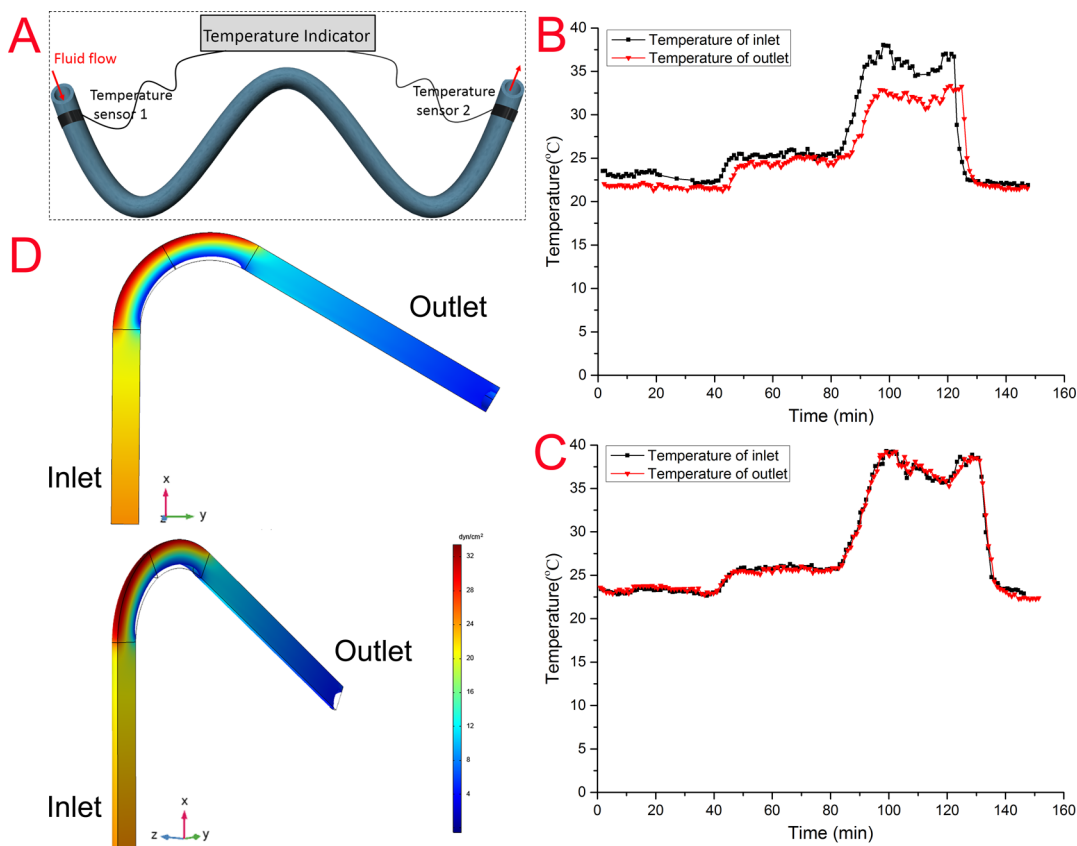 A
Temperature Indicator
Fluid flow
Temperature
sensor 1
Temperature
sensor 2
B
Temperature of inlet
Temperature of outlet
Temperature(°C)
40
35
30
25
20
15
10
5
0
0 20 40 60 80 100 120 140 160
Time (min)
C
Temperature of inlet
Temperature of outlet
Temperature(°C)
40
35
30
25
20
15
10
5
0
0 20 40 60 80 100 120 140 160
Time (min)
D
Outlet
Inlet
x
z
y
dyn/cm²
32
28
24
20
16
12
8
4
Outlet
Inlet
x
z
y